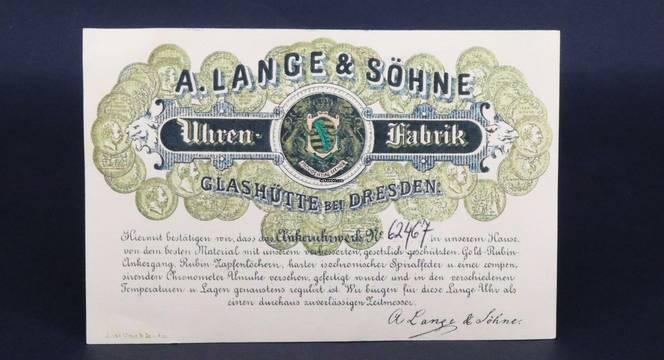 A. LANGE & SÖHNE
Uhren- Fabrik
GLASHÜTTE BEI DRESDEN.
Hiermit bestätigen wir, dass das Ankeruhrwerk No 62467 in unserem Hause,
von dem besten Material mit unserem verbesserten, gesetzlich geschützten, Gold-Rubin-
Ankergang, Rubin Zapfenlöchern, harter isochronischer Spiralfeder u einer compen-
sirenden Chronometer Unruhe versehen, gefertigt wurde und in den verschiedenen
Temperaturen u. Lagen genaustens regulirt ist. Wir bürgen für diese Lange Uhr als
einen durchaus zuverlässigen Zeitmesser.
A. Lange & Söhne.